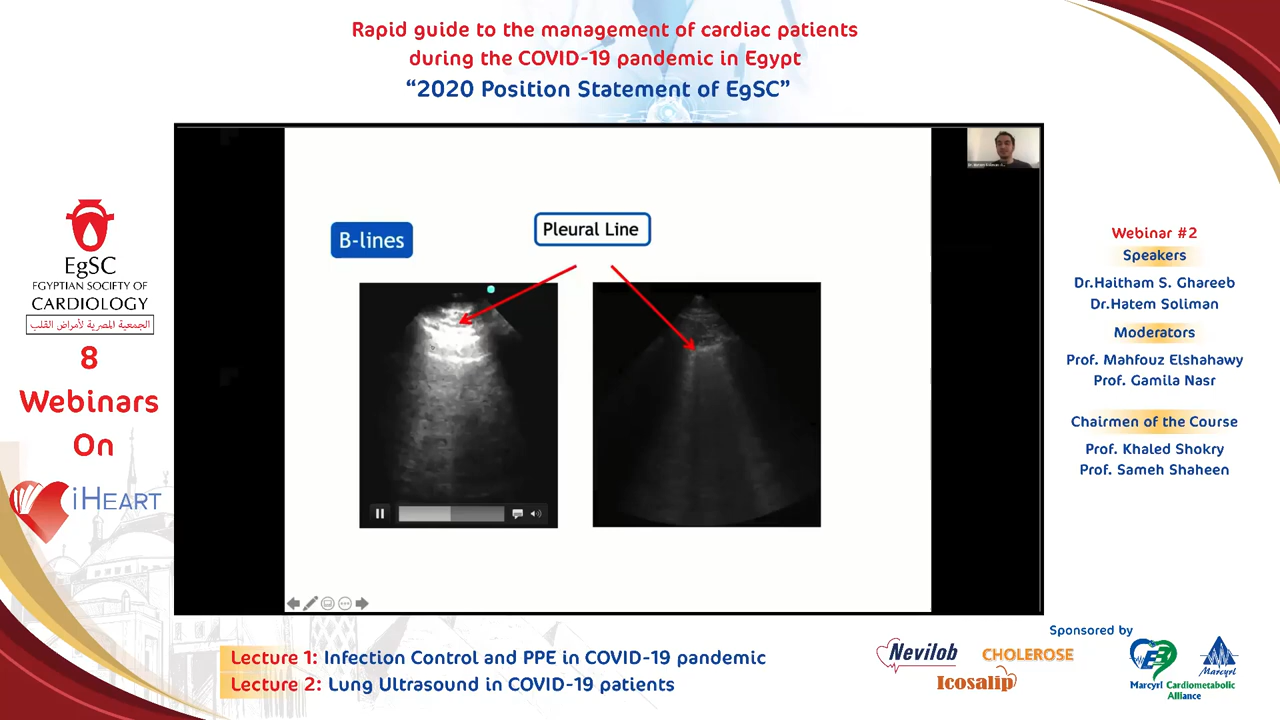 Rapid guide to the management of cardiac patients
during the COVID-19 pandemic in Egypt
“2020 Position Statement of EgSC”
EgSC
EGYPTIAN SOCIETY OF
CARDIOLOGY
الجمعية المصرية لأمراض القلب
8
Webinars
On
iHEART
B-lines
Pleural Line
Webinar #2
Speakers
Dr.Haitham S. Ghareeb
Dr.Hatem Soliman
Moderators
Prof. Mahfouz Elshahawy
Prof. Gamila Nasr
Chairmen of the Course
Prof. Khaled Shokry
Prof. Sameh Shaheen
Lecture 1: Infection Control and PPE in COVID-19 pandemic
Lecture 2: Lung Ultrasound in COVID-19 patients
Sponsored by
Nevilob
CHOLEROSE
Icosalip
Marcyrl Cardiometabolic
Alliance
Marcyrl